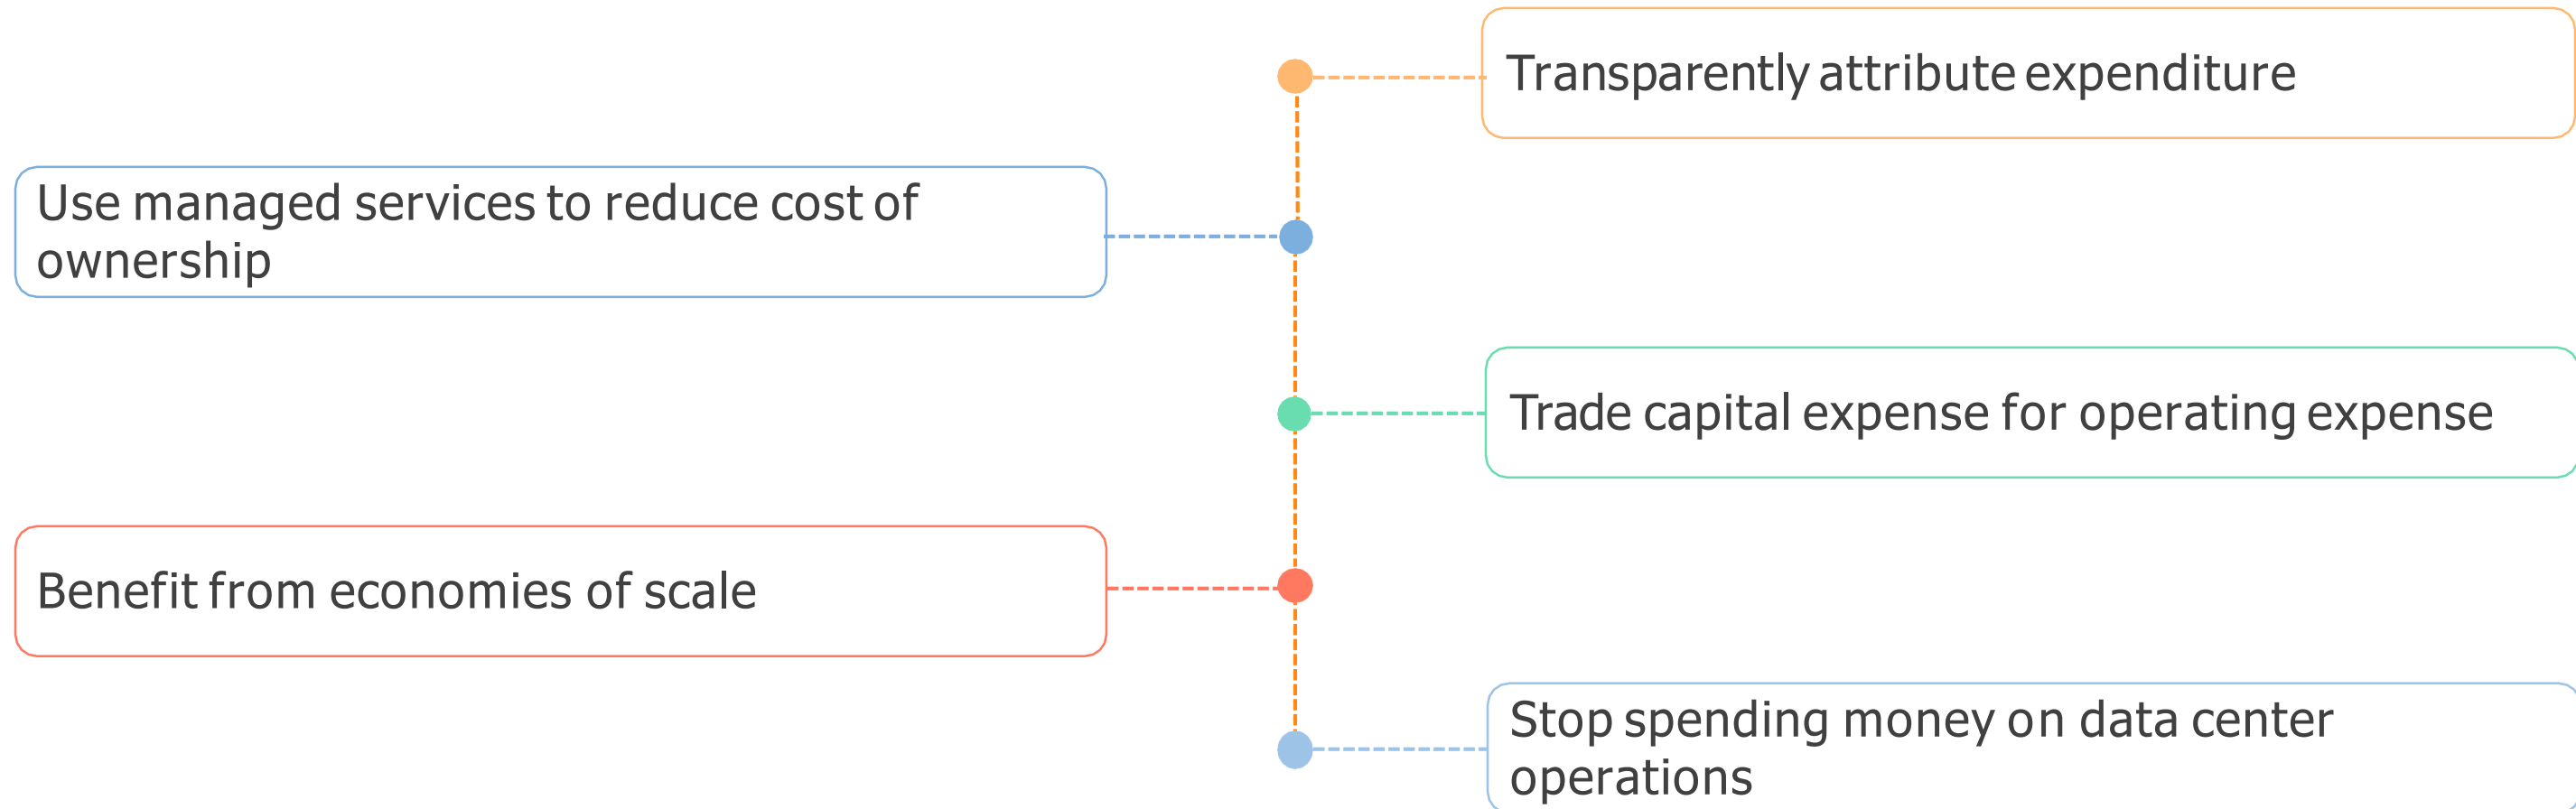 Transparently attribute expenditure
Use managed services to reduce cost of
ownership
Trade capital expense for operating expense
Benefit from economies of scale
Stop spending money on data center
operations